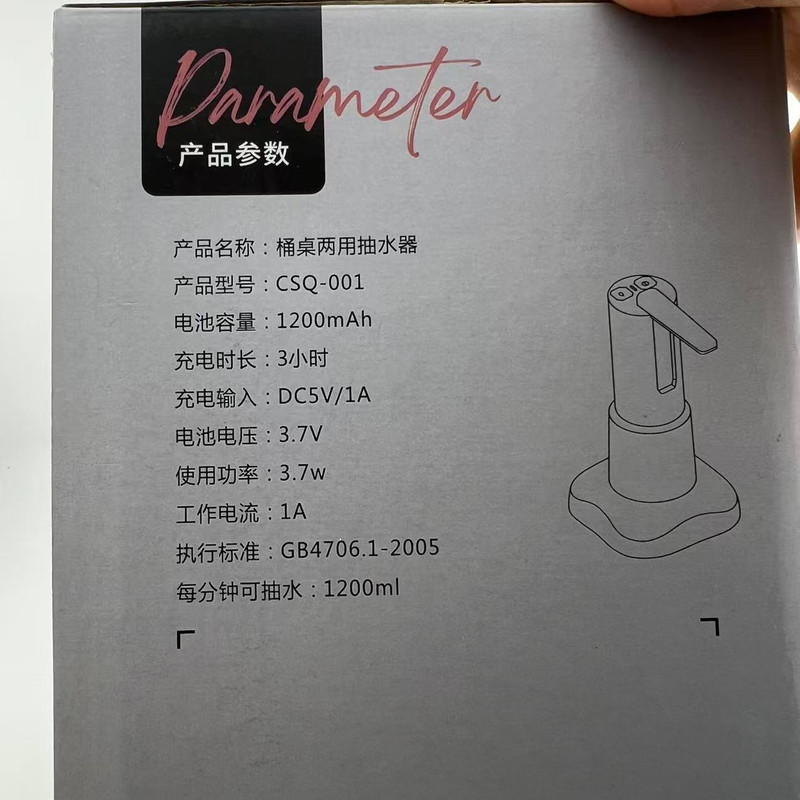 Parameter
产品参数
产品名称：桶桌两用抽水器
产品型号：CSQ-001
电池容量：1200mAh
充电时长：3小时
充电输入：DC5V/1A
电池电压：3.7V
使用功率：3.7w
工作电流：1A
执行标准：GB4706.1-2005
每分钟可抽水：1200ml